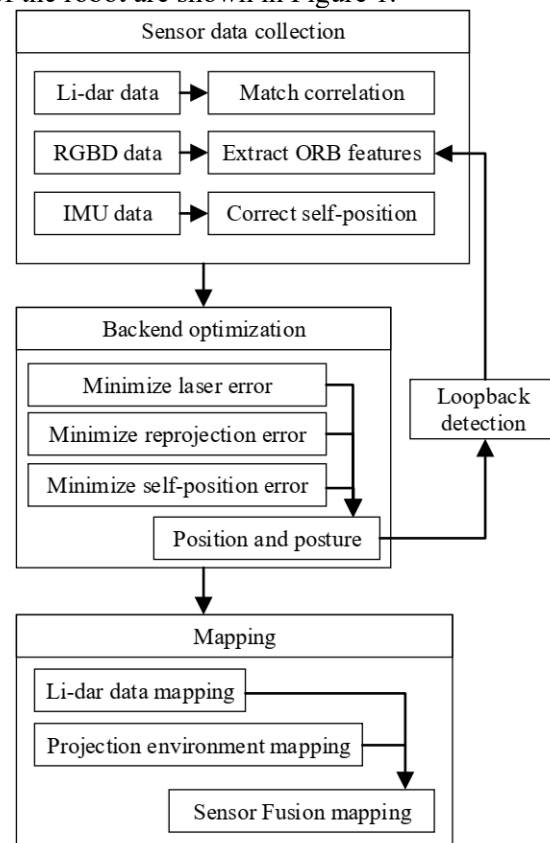 of the robot are shown in Figure 1.
Sensor data collection
Li-dar data
Match correlation
RGBD data
Extract ORB features
IMU data
Correct self-position
Backend optimization
Minimize laser error
Minimize reprojection error
Minimize self-position error
Position and posture
Loopback
detection
Mapping
Li-dar data mapping
Projection environment mapping
Sensor Fusion mapping